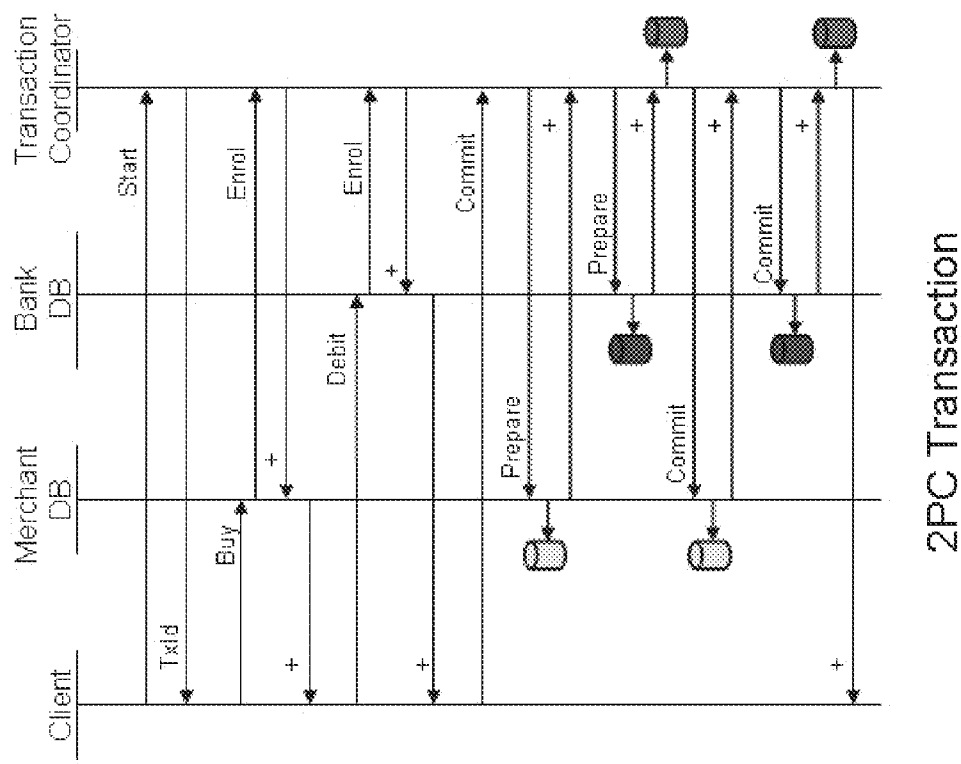 Client
Merchant
DB
Bank
DB
Transaction
Coordinator
Start
TxId
Buy
Enrol
+
+
Debit
Enrol
+
+
Commit
Prepare
+
Prepare
+
Commit
+
Commit
+
+
2PC Transaction